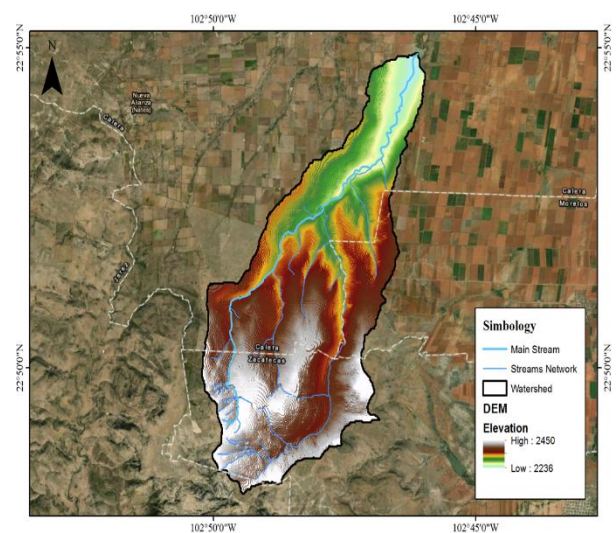 102°50'0"W
102°45'0"W
22°55'0"N
22°55'0"N
N
Nueva
Alianza
(Ñatera)
Calera
Jerez
Calera
Morelos
Calera
Zacatecas
22°50'0"N
22°50'0"N
Simbology
Main Stream
Streams Network
Watershed
DEM
Elevation
High : 2450
Low : 2236
102°50'0"W
102°45'0"W